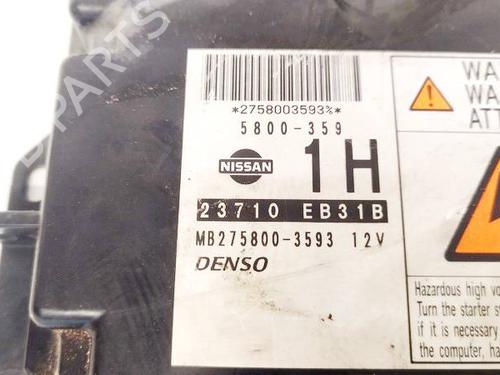 B-PARTS
*2758003593%*
5800-359
NISSAN
1H
23710 EB31B
MB275800-3593 12V
DENSO
WA
WA
ATT
Hazardous high vo
Turn the starter s
if it is necessary
the computer, ha